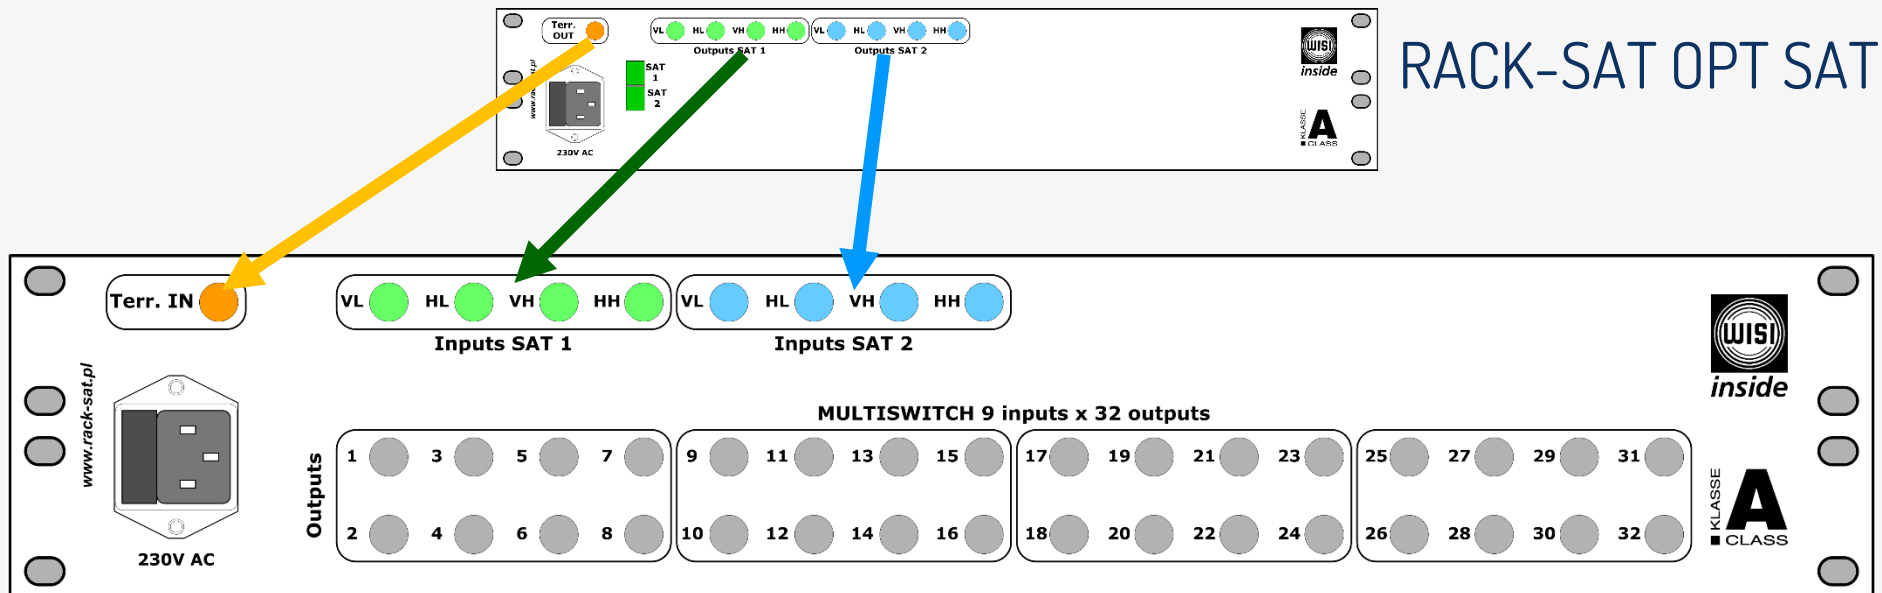 Terr.
OUT
VL HL VH HH
Outputs SAT 1
VL HL VH HH
Outputs SAT 2
WISI
inside
RACK-SAT OPT SAT
SAT
1
SAT
2
230V AC
KLASSE
A
CLASS
Terr. IN
VL HL VH HH
Inputs SAT 1
VL HL VH HH
Inputs SAT 2
WISI
inside
www.rack-sat.pl
MULTISWITCH 9 inputs x 32 outputs
Outputs
1 3 5 7 9 11 13 15 17 19 21 23 25 27 29 31
2 4 6 8 10 12 14 16 18 20 22 24 26 28 30 32
230V AC
KLASSE
A
CLASS